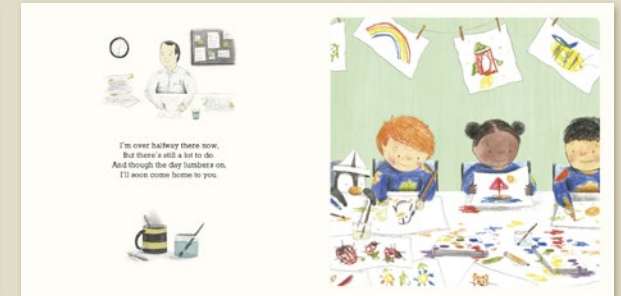 I'm over halfway there now,
But there's still a lot to do
And though the day lumbers on,
I'll soon come home to you.